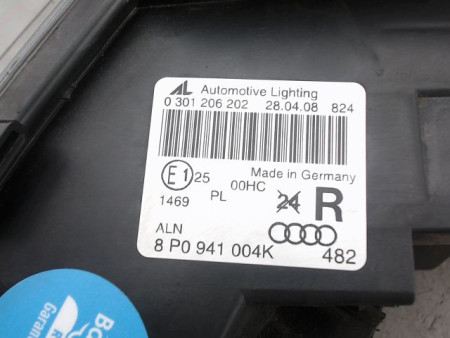 AL Automotive Lighting
0 301 206 202 28.04.08 824
E1 25 00HC Made in Germany
1469 PL 24 R
ALN
8 P0 941 004K 482